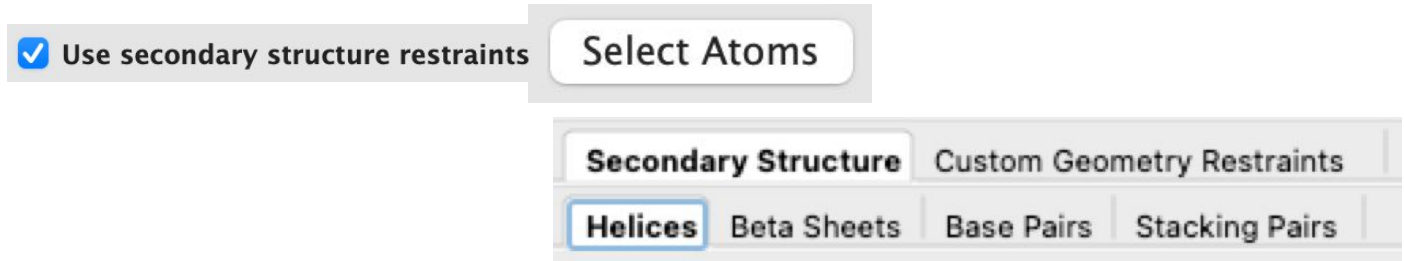 Use secondary structure restraints Select Atoms
Secondary Structure Custom Geometry Restraints
Helices Beta Sheets Base Pairs Stacking Pairs